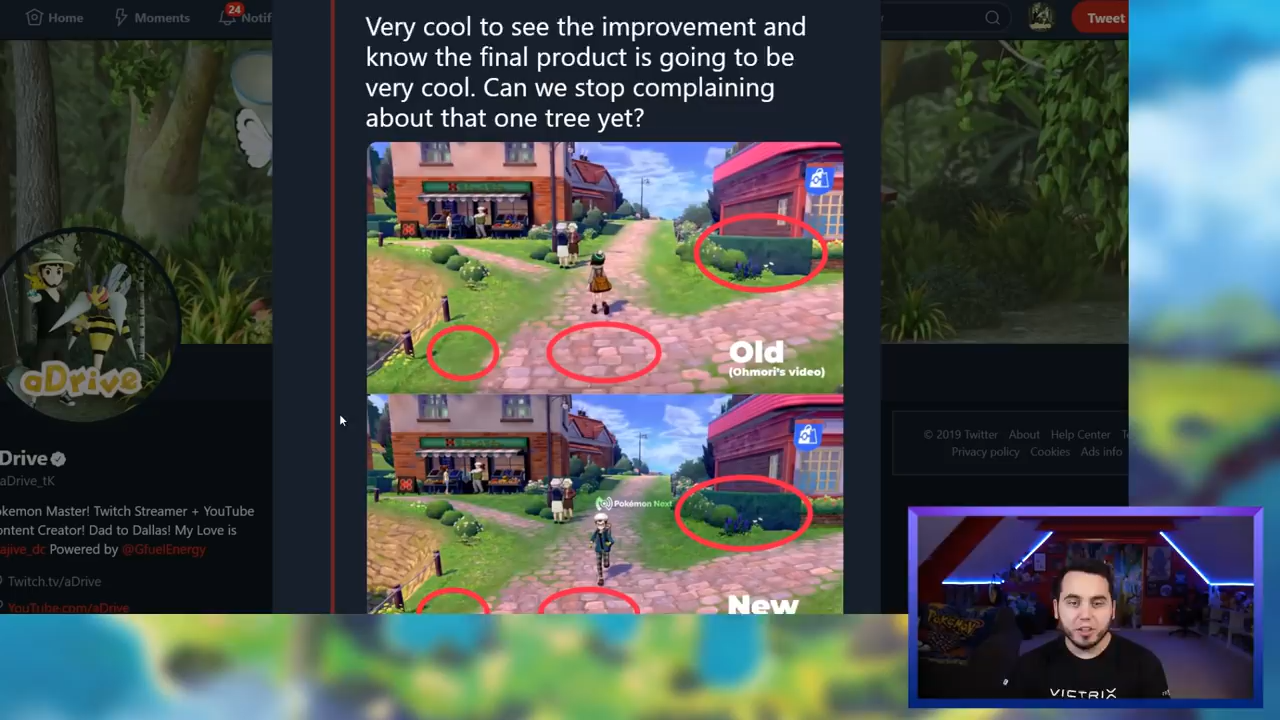 Home
Moments
24
Notif
Tweet
Very cool to see the improvement and
know the final product is going to be
very cool. Can we stop complaining
about that one tree yet?
Old
(Ohmori's video)
Pokémon Next
New
aDrive
Drive
aDrive_tK
okemon Master! Twitch Streamer + YouTube
ontent Creator! Dad to Dallas! My Love is
ajive_dc Powered by @GfuelEnergy
Twitch.tv/aDrive
YouTube.com/aDrive
© 2019 Twitter About Help Center
Privacy policy Cookies Ads info
VICTRIX